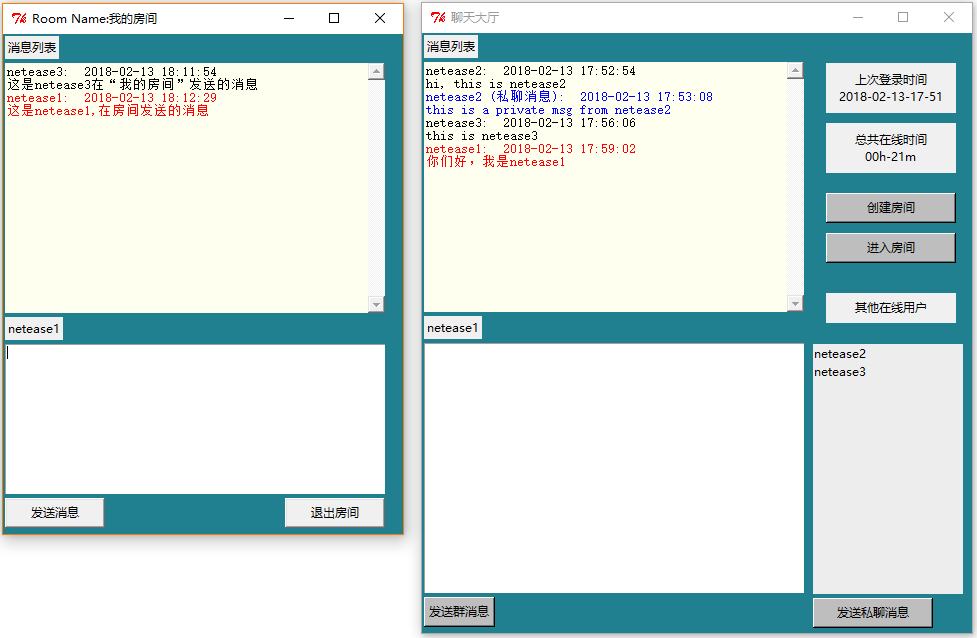 Room Name:我的房间
消息列表
netease3:  2018-02-13 18:11:54
这是netease3在“我的房间”发送的消息
netease1:  2018-02-13 18:12:29
这是netease1,在房间发送的消息
netease1
发送消息
退出房间
聊天大厅
消息列表
netease2:  2018-02-13 17:52:54
hi, this is netease2
netease2 (私聊消息):  2018-02-13 17:53:08
this is a private msg from netease2
netease3:  2018-02-13 17:56:06
this is netease3
netease1:  2018-02-13 17:59:02
你们好，我是netease1
netease1
发送群消息
上次登录时间
2018-02-13-17-51
总共在线时间
00h-21m
创建房间
进入房间
其他在线用户
netease2
netease3
发送私聊消息